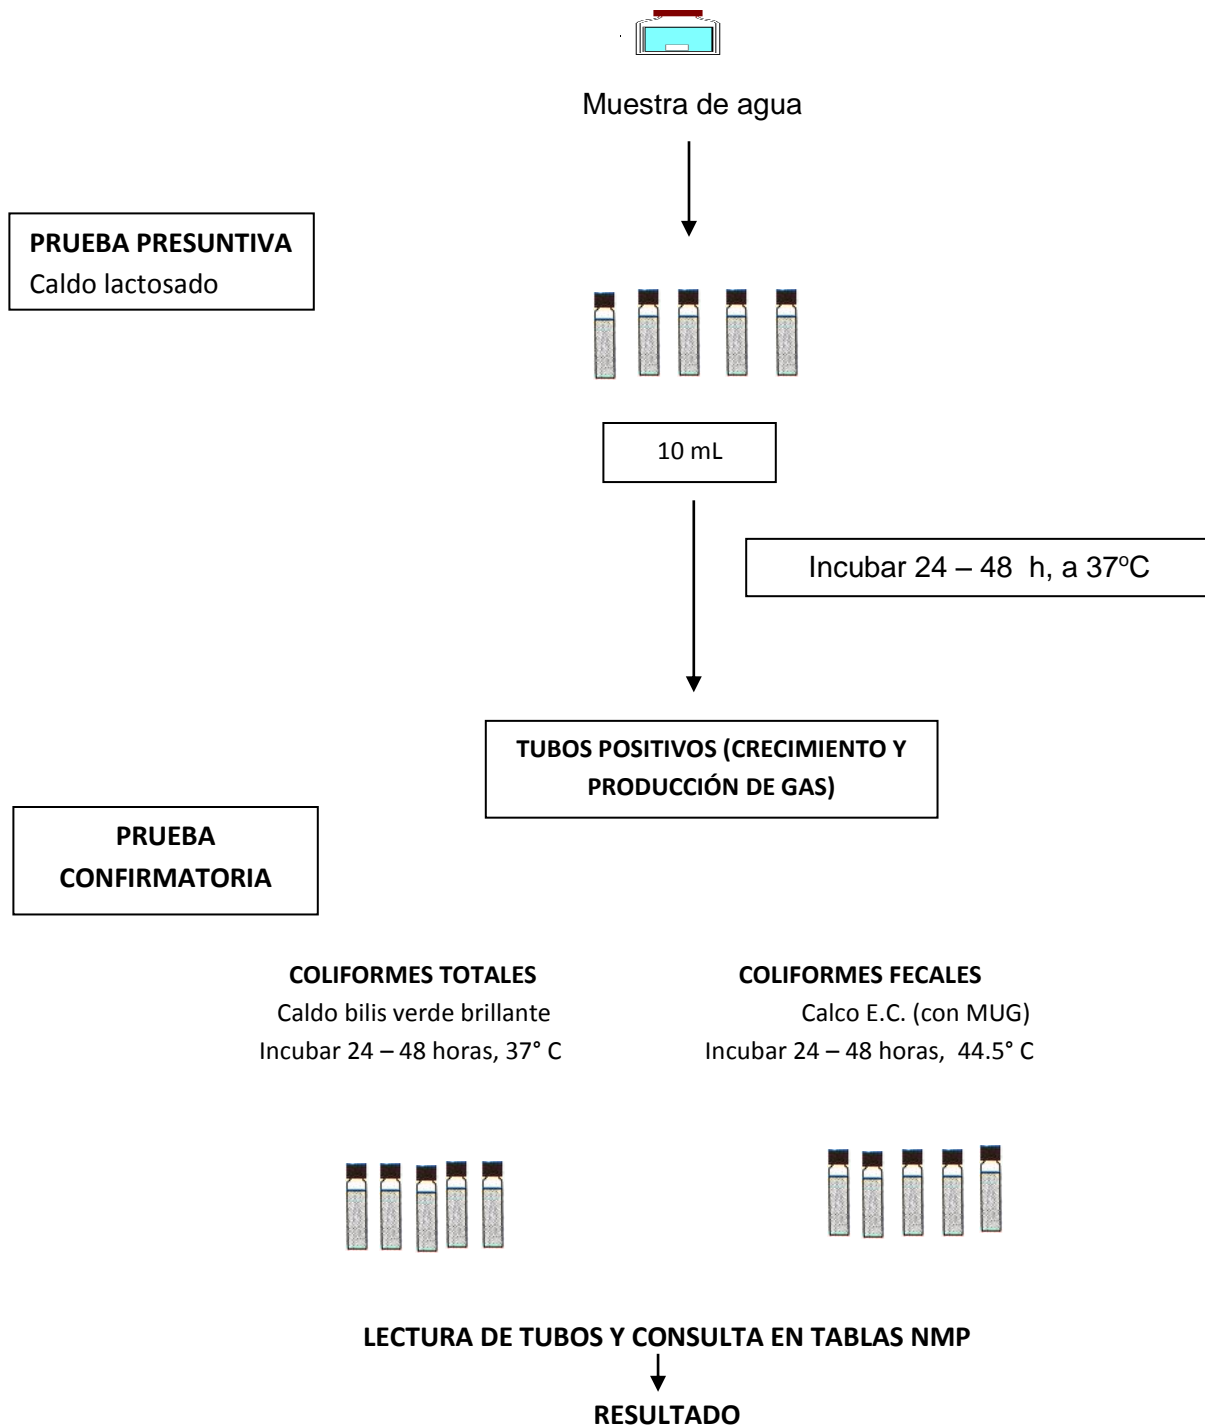 Muestra de agua
PRUEBA PRESUNTIVA
Caldo lactosado
10 mL
Incubar 24 – 48  h, a 37ºC
TUBOS POSITIVOS (CRECIMIENTO Y
PRODUCCIÓN DE GAS)
PRUEBA
CONFIRMATORIA
COLIFORMES TOTALES
Caldo bilis verde brillante
Incubar 24 – 48 horas, 37° C
COLIFORMES FECALES
Calco E.C. (con MUG)
Incubar 24 – 48 horas,  44.5° C
LECTURA DE TUBOS Y CONSULTA EN TABLAS NMP
RESULTADO